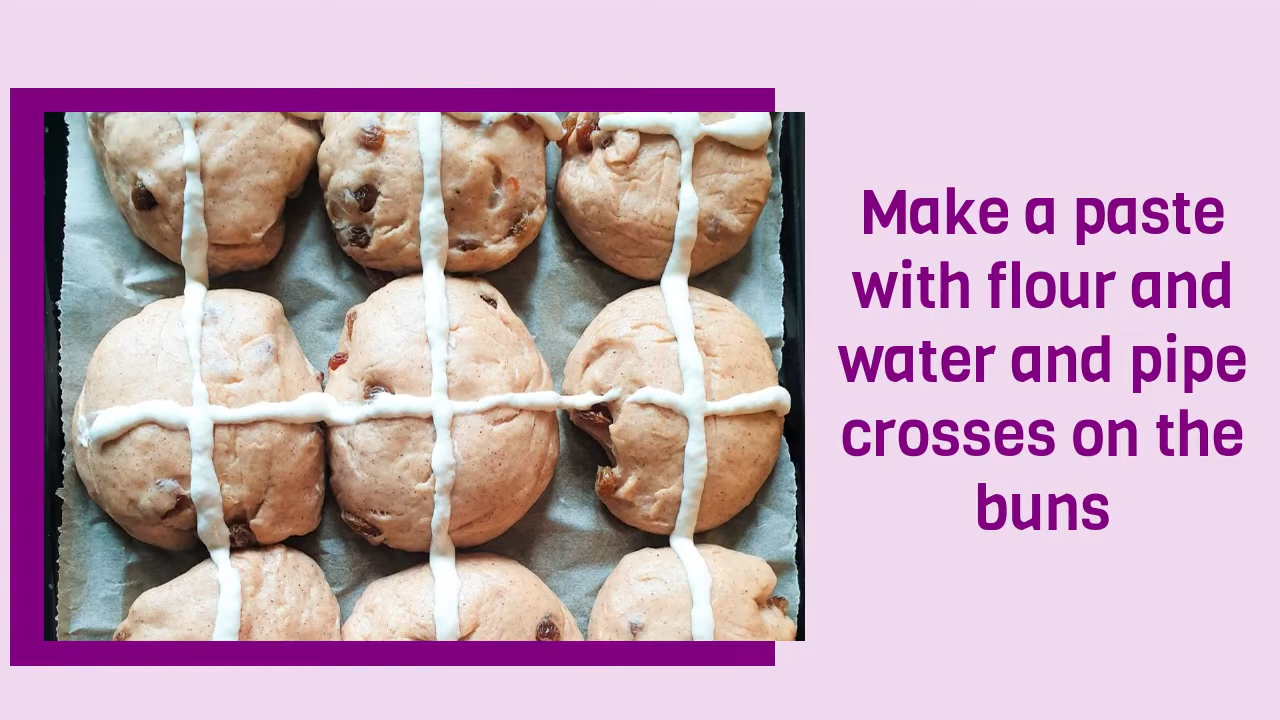 Make a paste
with flour and
water and pipe
crosses on the
buns